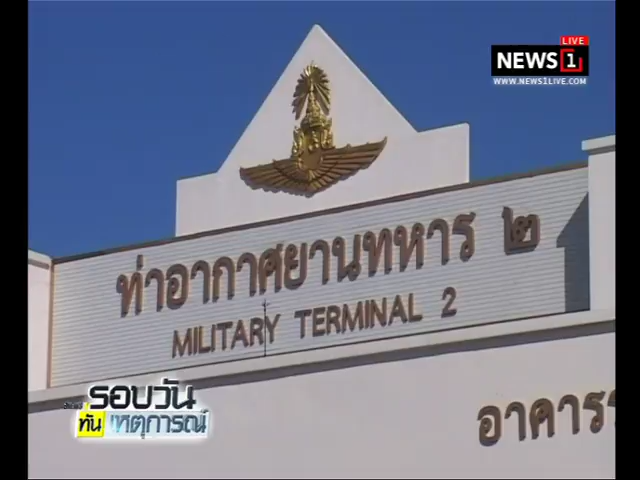 LIVE
NEWS 1
WWW.NEWS1LIVE.COM
ท่าอากาศยานทหาร ๒
MILITARY TERMINAL 2
รอบวัน
ทัน เหตุการณ์
อาคารร